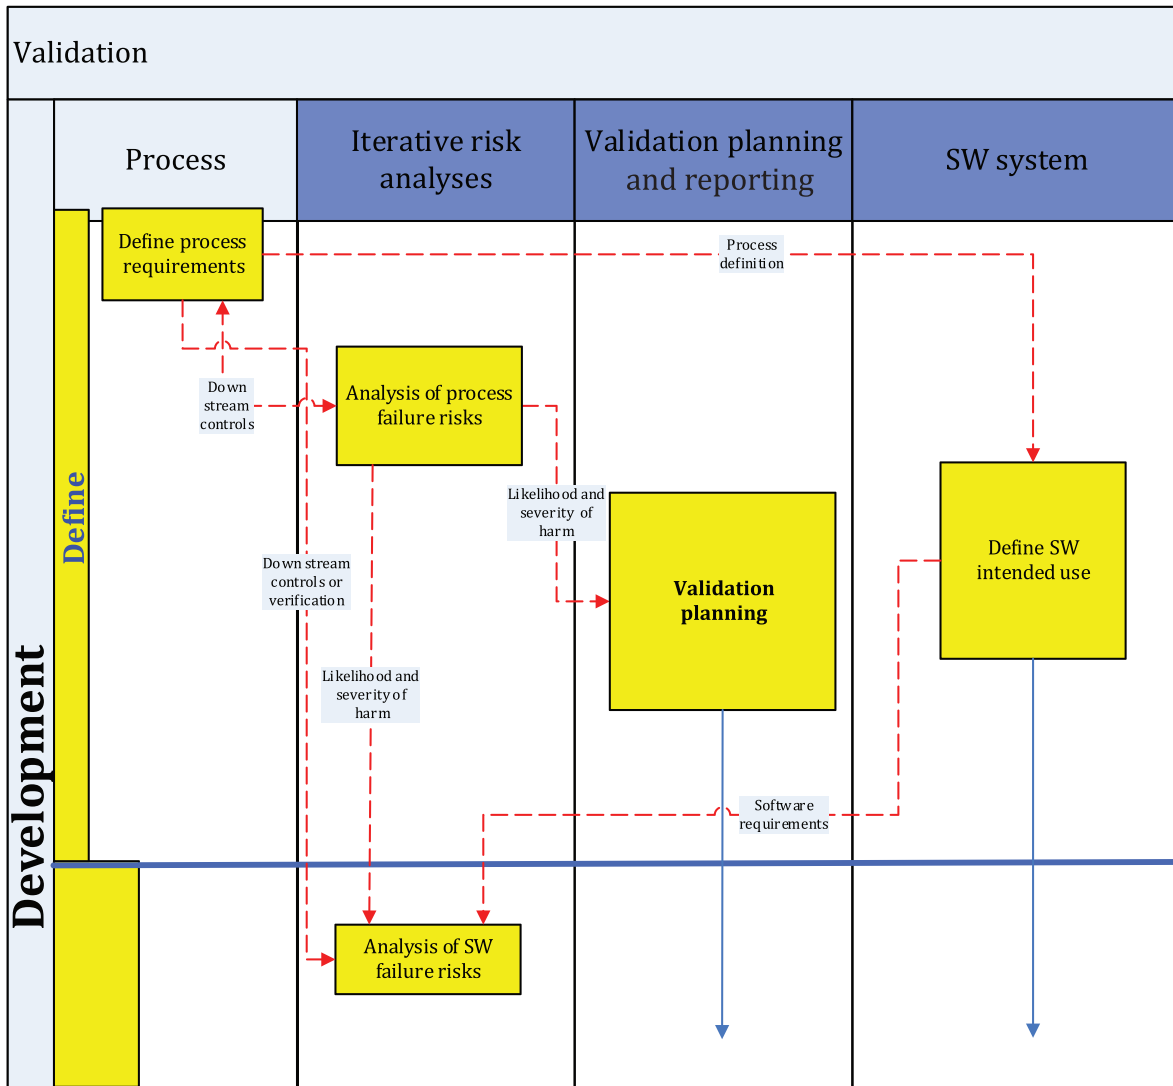 Validation
Process
Iterative risk
analyses
Validation planning
and reporting
SW system
Define process
requirements
Process
definition
Down
stream
controls
Analysis of process
failure risks
Likelihood and
severity of
harm
Define
Validation
planning
Define SW
intended use
Down stream
controls or
verification
Likelihood and
severity of
harm
Software
requirements
Development
Analysis of SW
failure risks